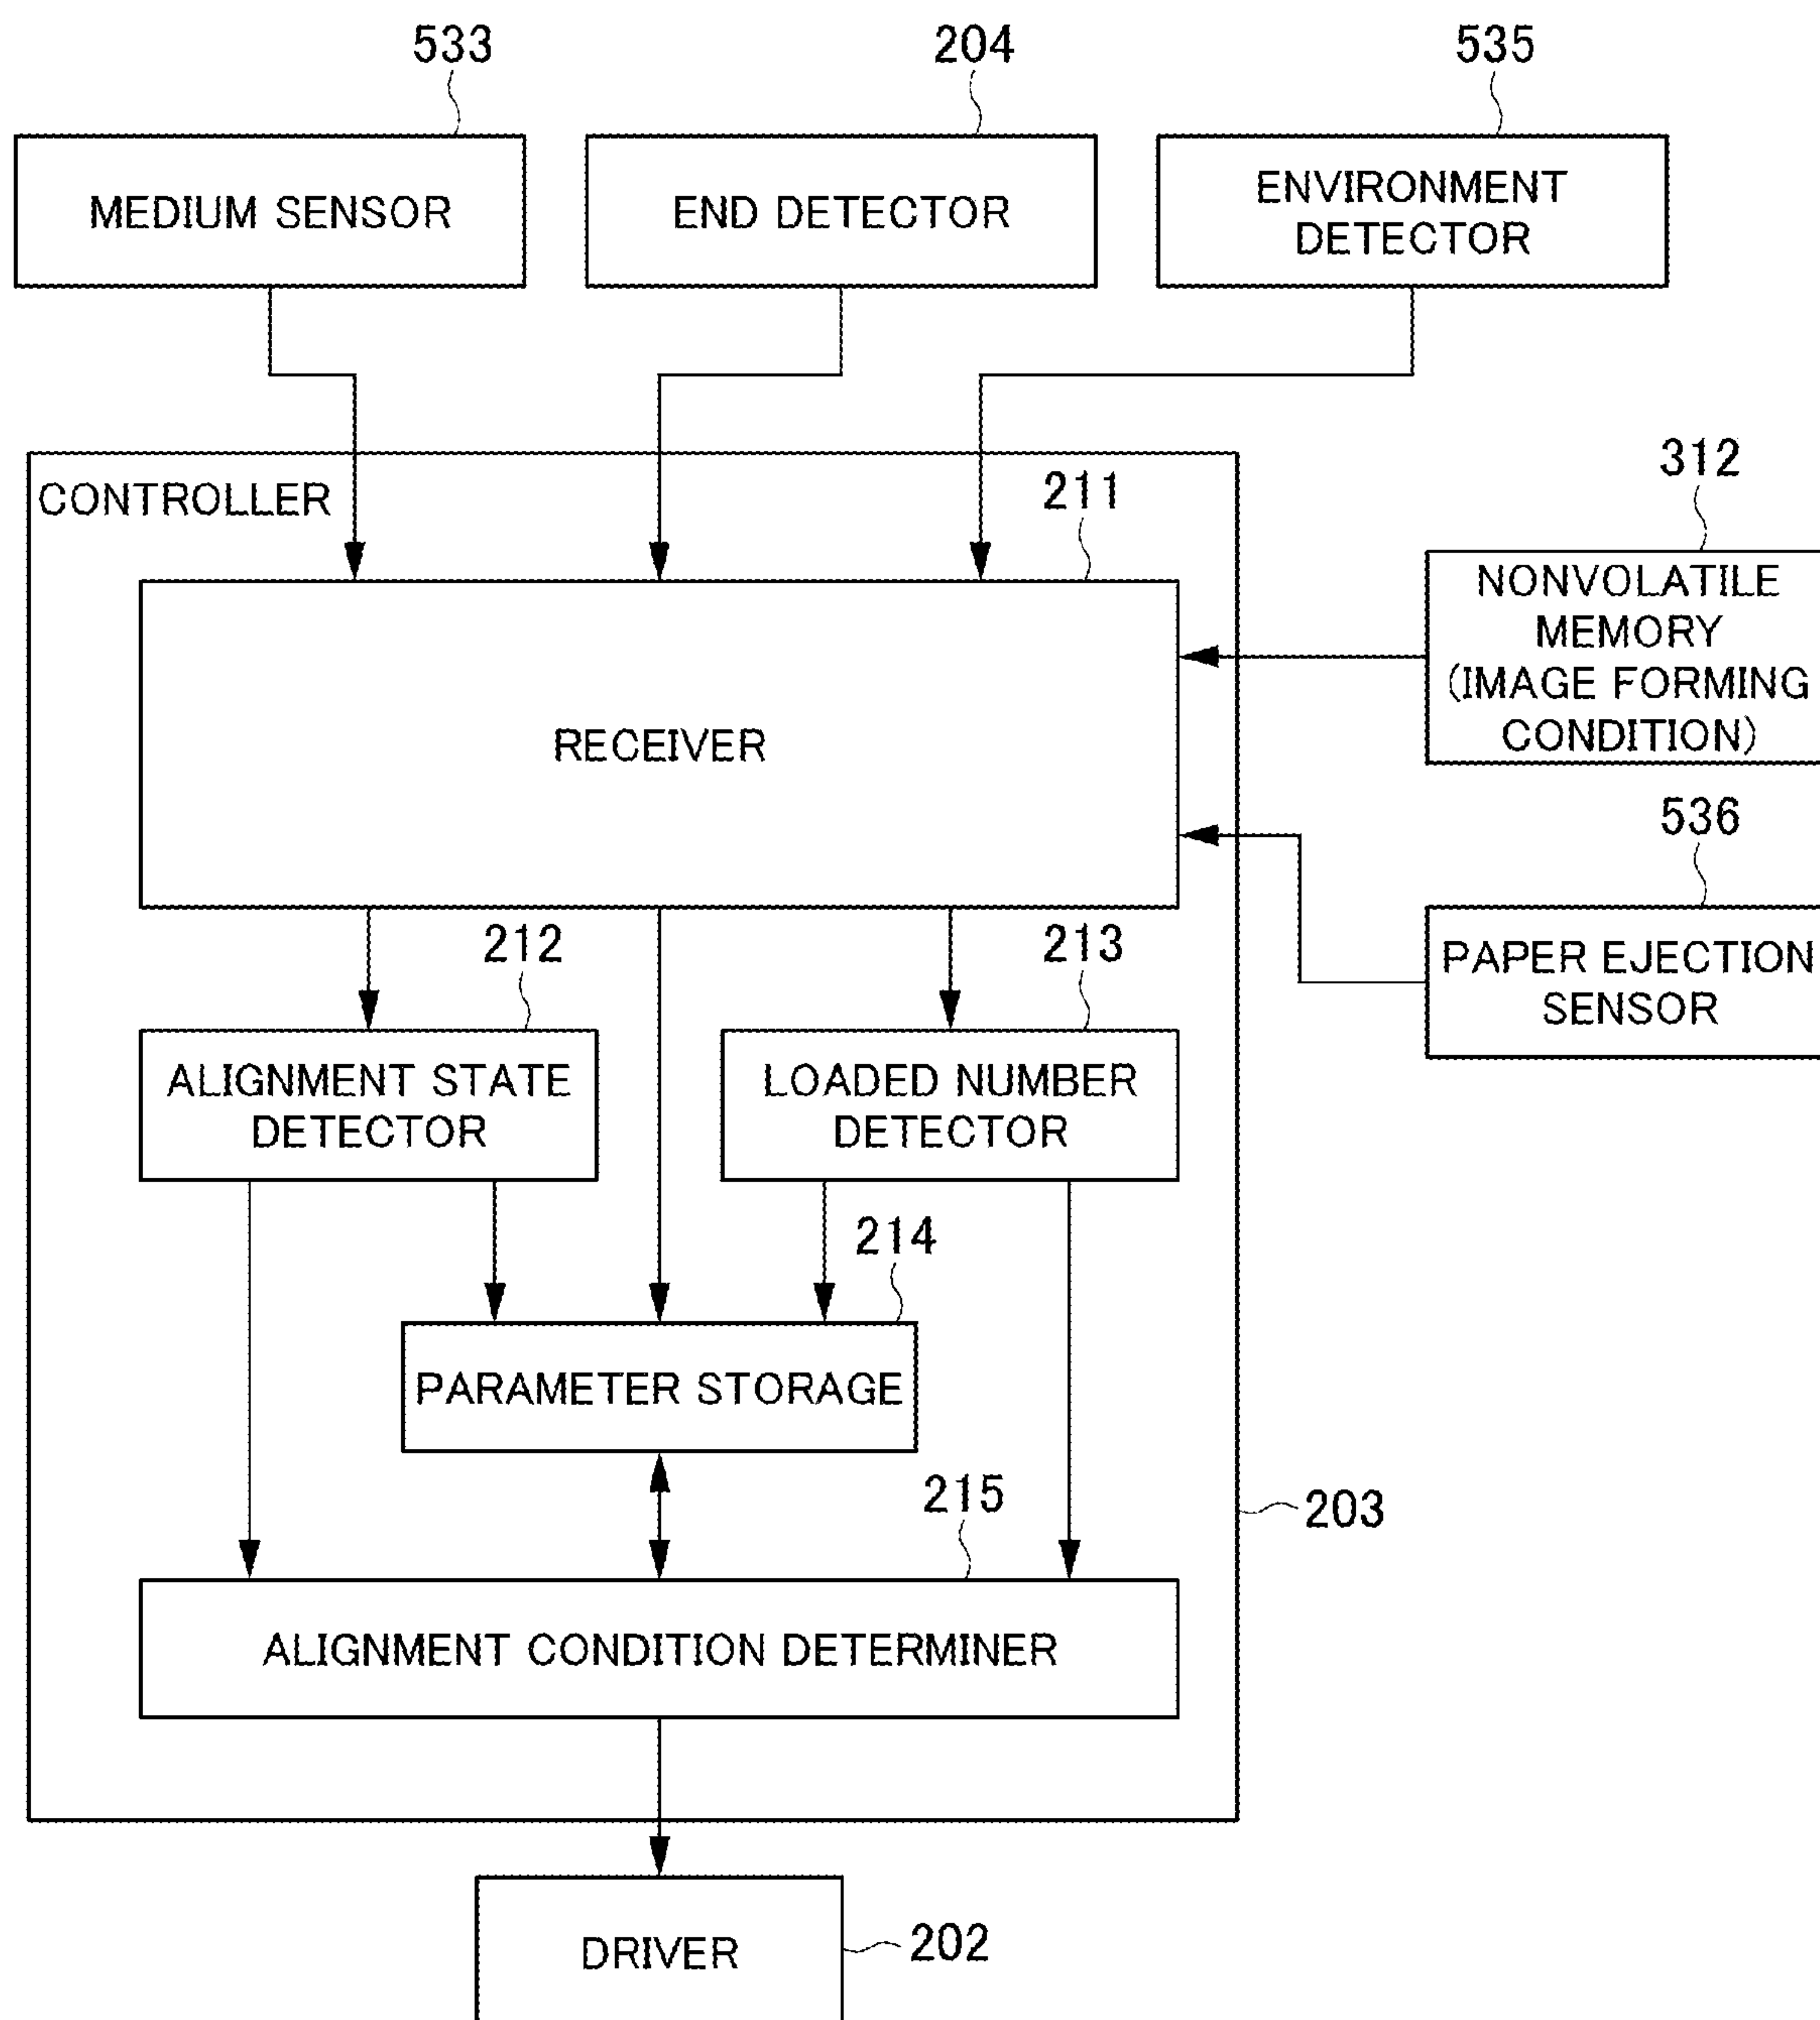 533
204
535
MEDIUM SENSOR
END DETECTOR
ENVIRONMENT
DETECTOR
CONTROLLER
211
312
RECEIVER
NONVOLATILE
MEMORY
(IMAGE FORMING
CONDITION)
536
PAPER EJECTION
SENSOR
212
213
ALIGNMENT STATE
DETECTOR
LOADED NUMBER
DETECTOR
214
PARAMETER STORAGE
215
203
ALIGNMENT CONDITION DETERMINER
DRIVER
202